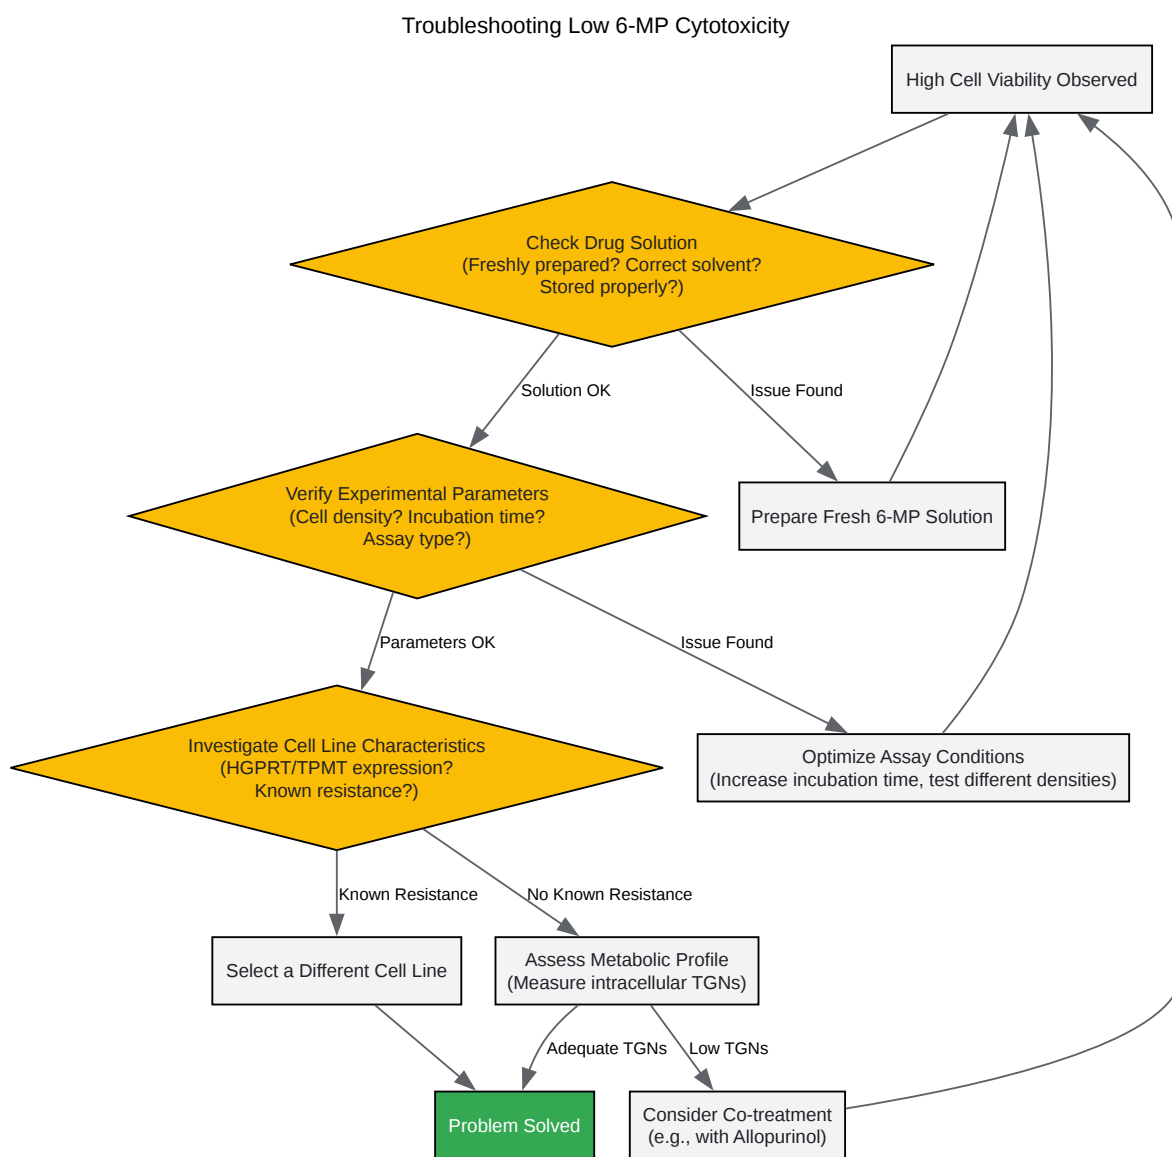 Troubleshooting Low 6-MP Cytotoxicity
High Cell Viability Observed
Check Drug Solution
(Freshly prepared? Correct solvent?
Stored properly?)
Solution OK
Issue Found
Verify Experimental Parameters
(Cell density? Incubation time?
Assay type?)
Prepare Fresh 6-MP Solution
Parameters OK
Issue Found
Investigate Cell Line Characteristics
(HGPRT/TPMT expression?
Known resistance?)
Optimize Assay Conditions
(Increase incubation time, test different densities)
Known Resistance
No Known Resistance
Select a Different Cell Line
Assess Metabolic Profile
(Measure intracellular TGNs)
Adequate TGNs
Low TGNs
Problem Solved
Consider Co-treatment
(e.g., with Allopurinol)